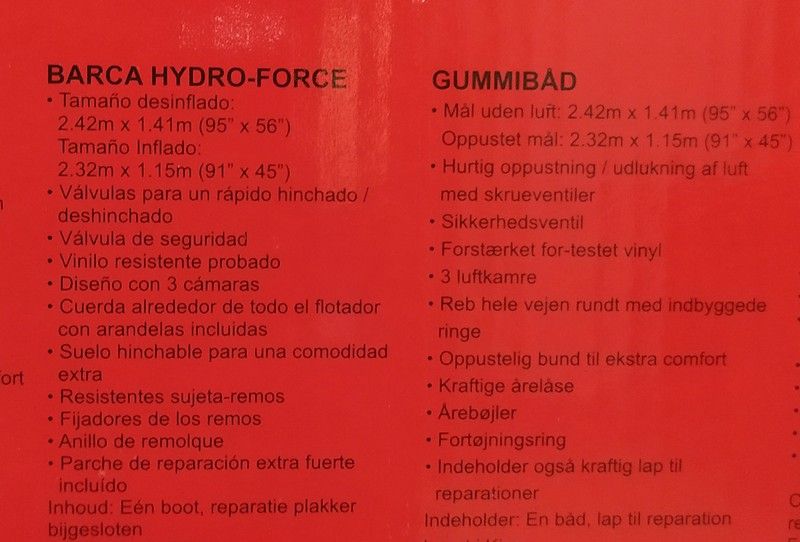 BARCA HYDRO-FORCE
• Tamaño desinflado:
2.42m x 1.41m (95" x 56")
Tamaño Inflado:
2.32m x 1.15m (91" x 45")
• Válvulas para un rápido hinchado /
deshinchado
• Válvula de seguridad
• Vinilo resistente probado
• Diseño con 3 cámaras
• Cuerda alrededor de todo el flotador
con arandelas incluidas
• Suelo hinchable para una comodidad
extra
• Resistentes sujeta-remos
• Fijadores de los remos
• Anillo de remolque
• Parche de reparación extra fuerte
incluído
Inhoud: Eén boot, reparatie plakker
bijgesloten
GUMMIBÅD
• Mål uden luft: 2.42m x 1.41m (95" x 56")
Oppustet mål: 2.32m x 1.15m (91" x 45")
• Hurtig oppustning / udlukning af luft
med skrueventiler
• Sikkerhedsventil
• Forstærket for-testet vinyl
• 3 luftkamre
• Reb hele vejen rundt med indbyggede
ringe
• Oppustelig bund til ekstra comfort
• Kraftige årelåse
• Årebøjler
• Fortøjningsring
• Indeholder også kraftig lap til
reparationer
Indeholder: En båd, lap til reparation